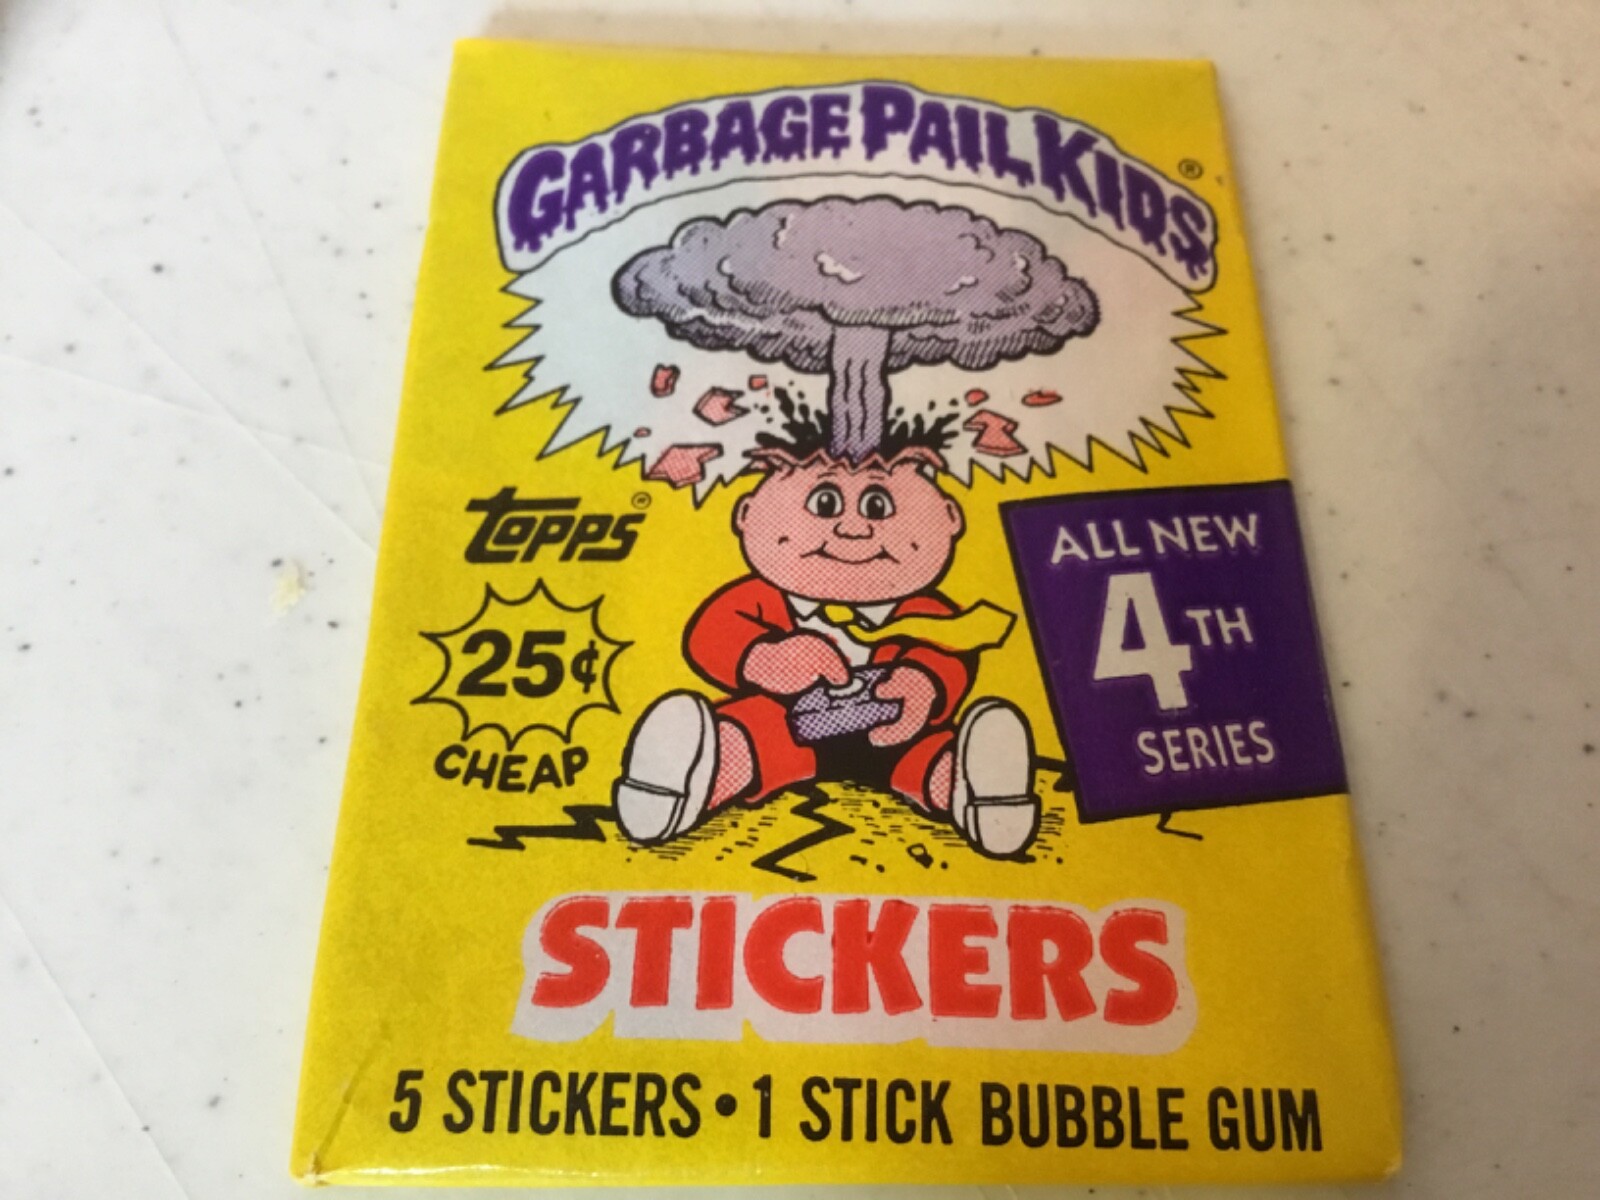 GARBAGE PAIL KIDS ®
TOPPS ®
25¢
CHEAP
ALL NEW
4TH
SERIES
STICKERS
5 STICKERS • 1 STICK BUBBLE GUM